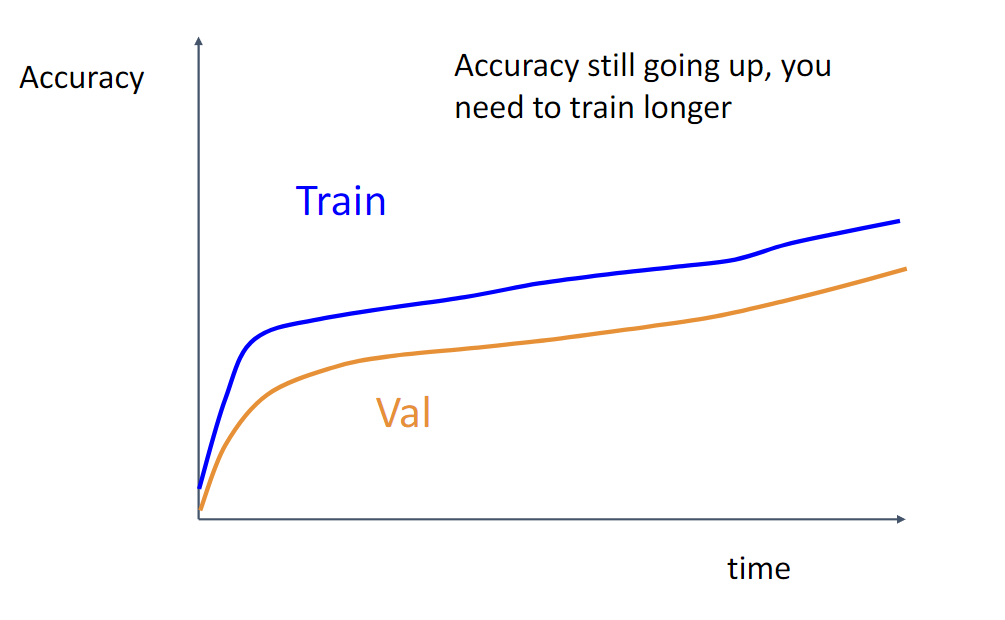 Accuracy
Accuracy still going up, you
need to train longer
Train
Val
time